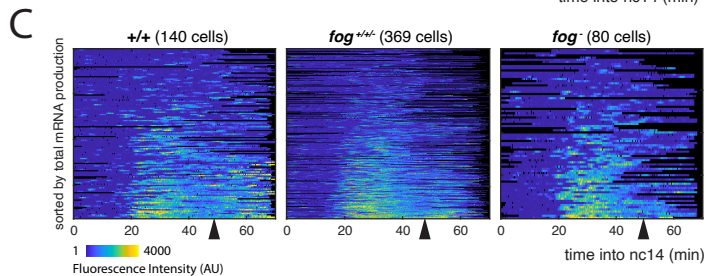 time into nc14 (min)
C
+/+ (140 cells)
fog +/+/- (369 cells)
fog - (80 cells)
sorted by total mRNA production
0 20 40 60
0 20 40 60
0 20 40 60
1 4000
Fluorescence Intensity (AU)
time into nc14 (min)